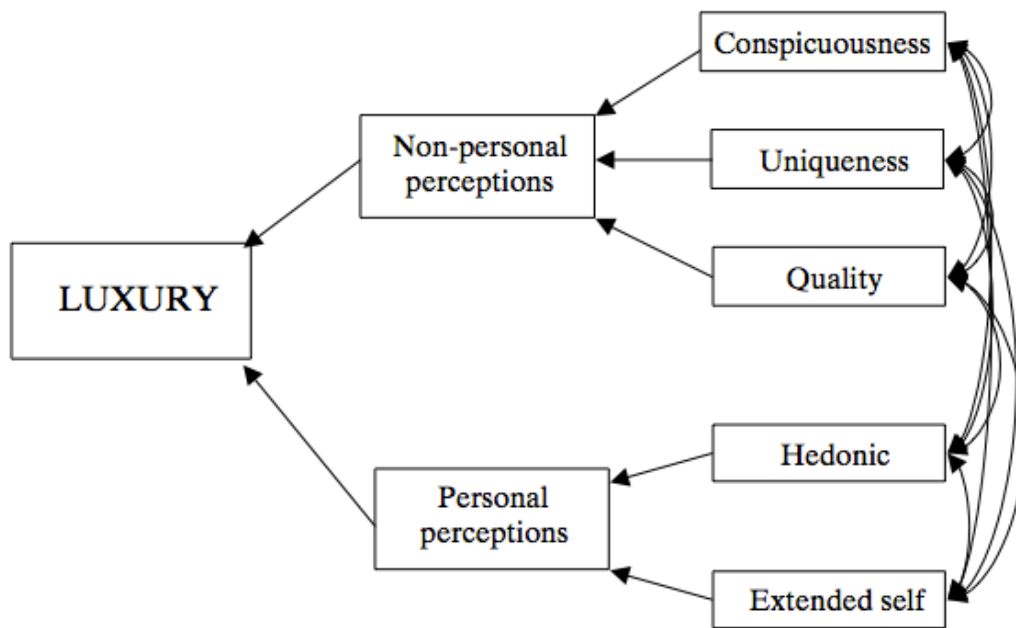 Conspicuousness
Non-personal
perceptions
Uniqueness
LUXURY
Quality
Hedonic
Personal
perceptions
Extended self